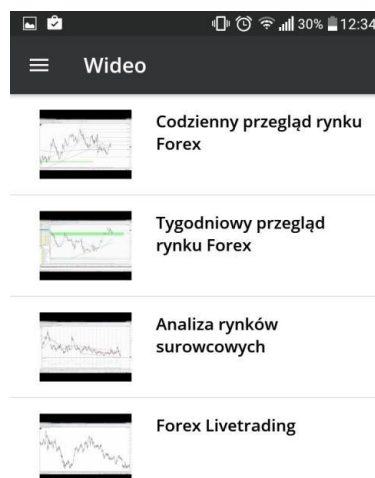 30% 12:34
Wideo
Codzienny przegląd rynku
Forex
Tygodniowy przegląd
rynku Forex
Analiza rynków
surowcowych
Forex Livetrading